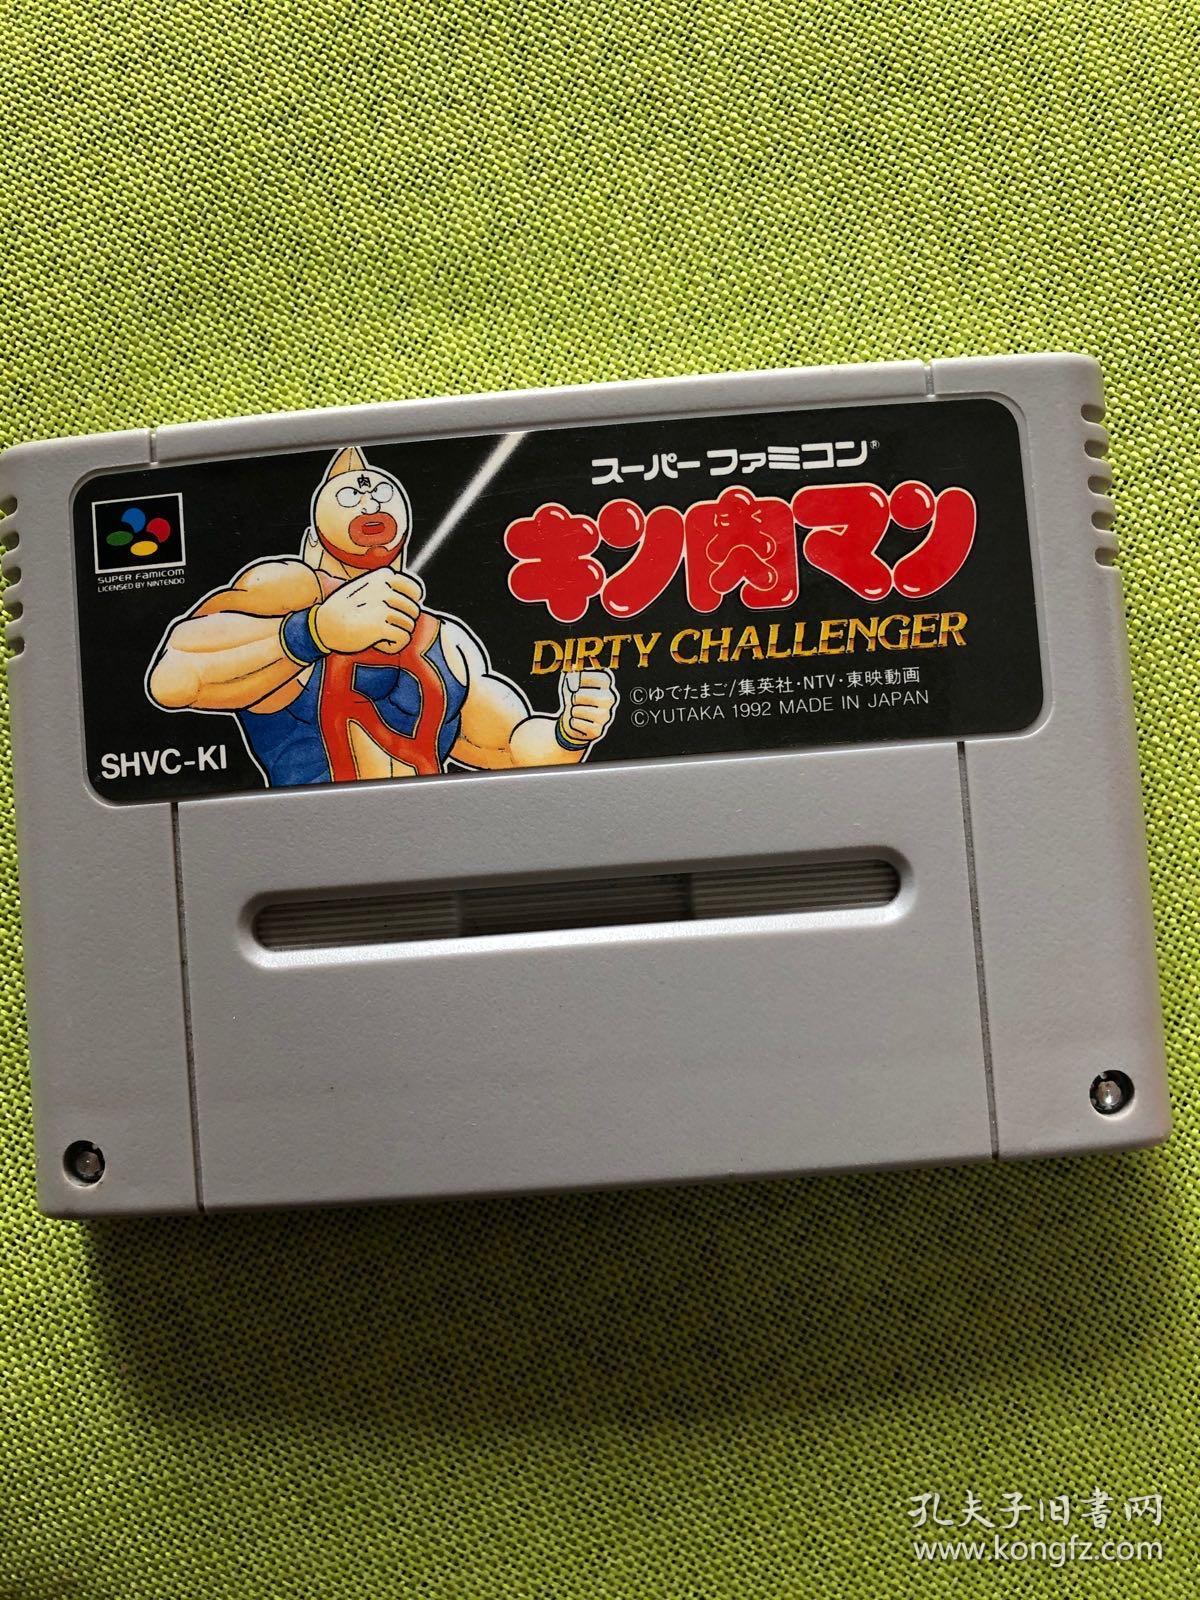 スーパーファミコン®
キン肉マン
にく
DIRTY CHALLENGER
©ゆでたまご/集英社・NTV・東映動画
©YUTAKA 1992 MADE IN JAPAN
SUPER FAMICOM
LICENSED BY NINTENDO
肉
SHVC-KI
孔夫子旧書网
www.kongfz.com